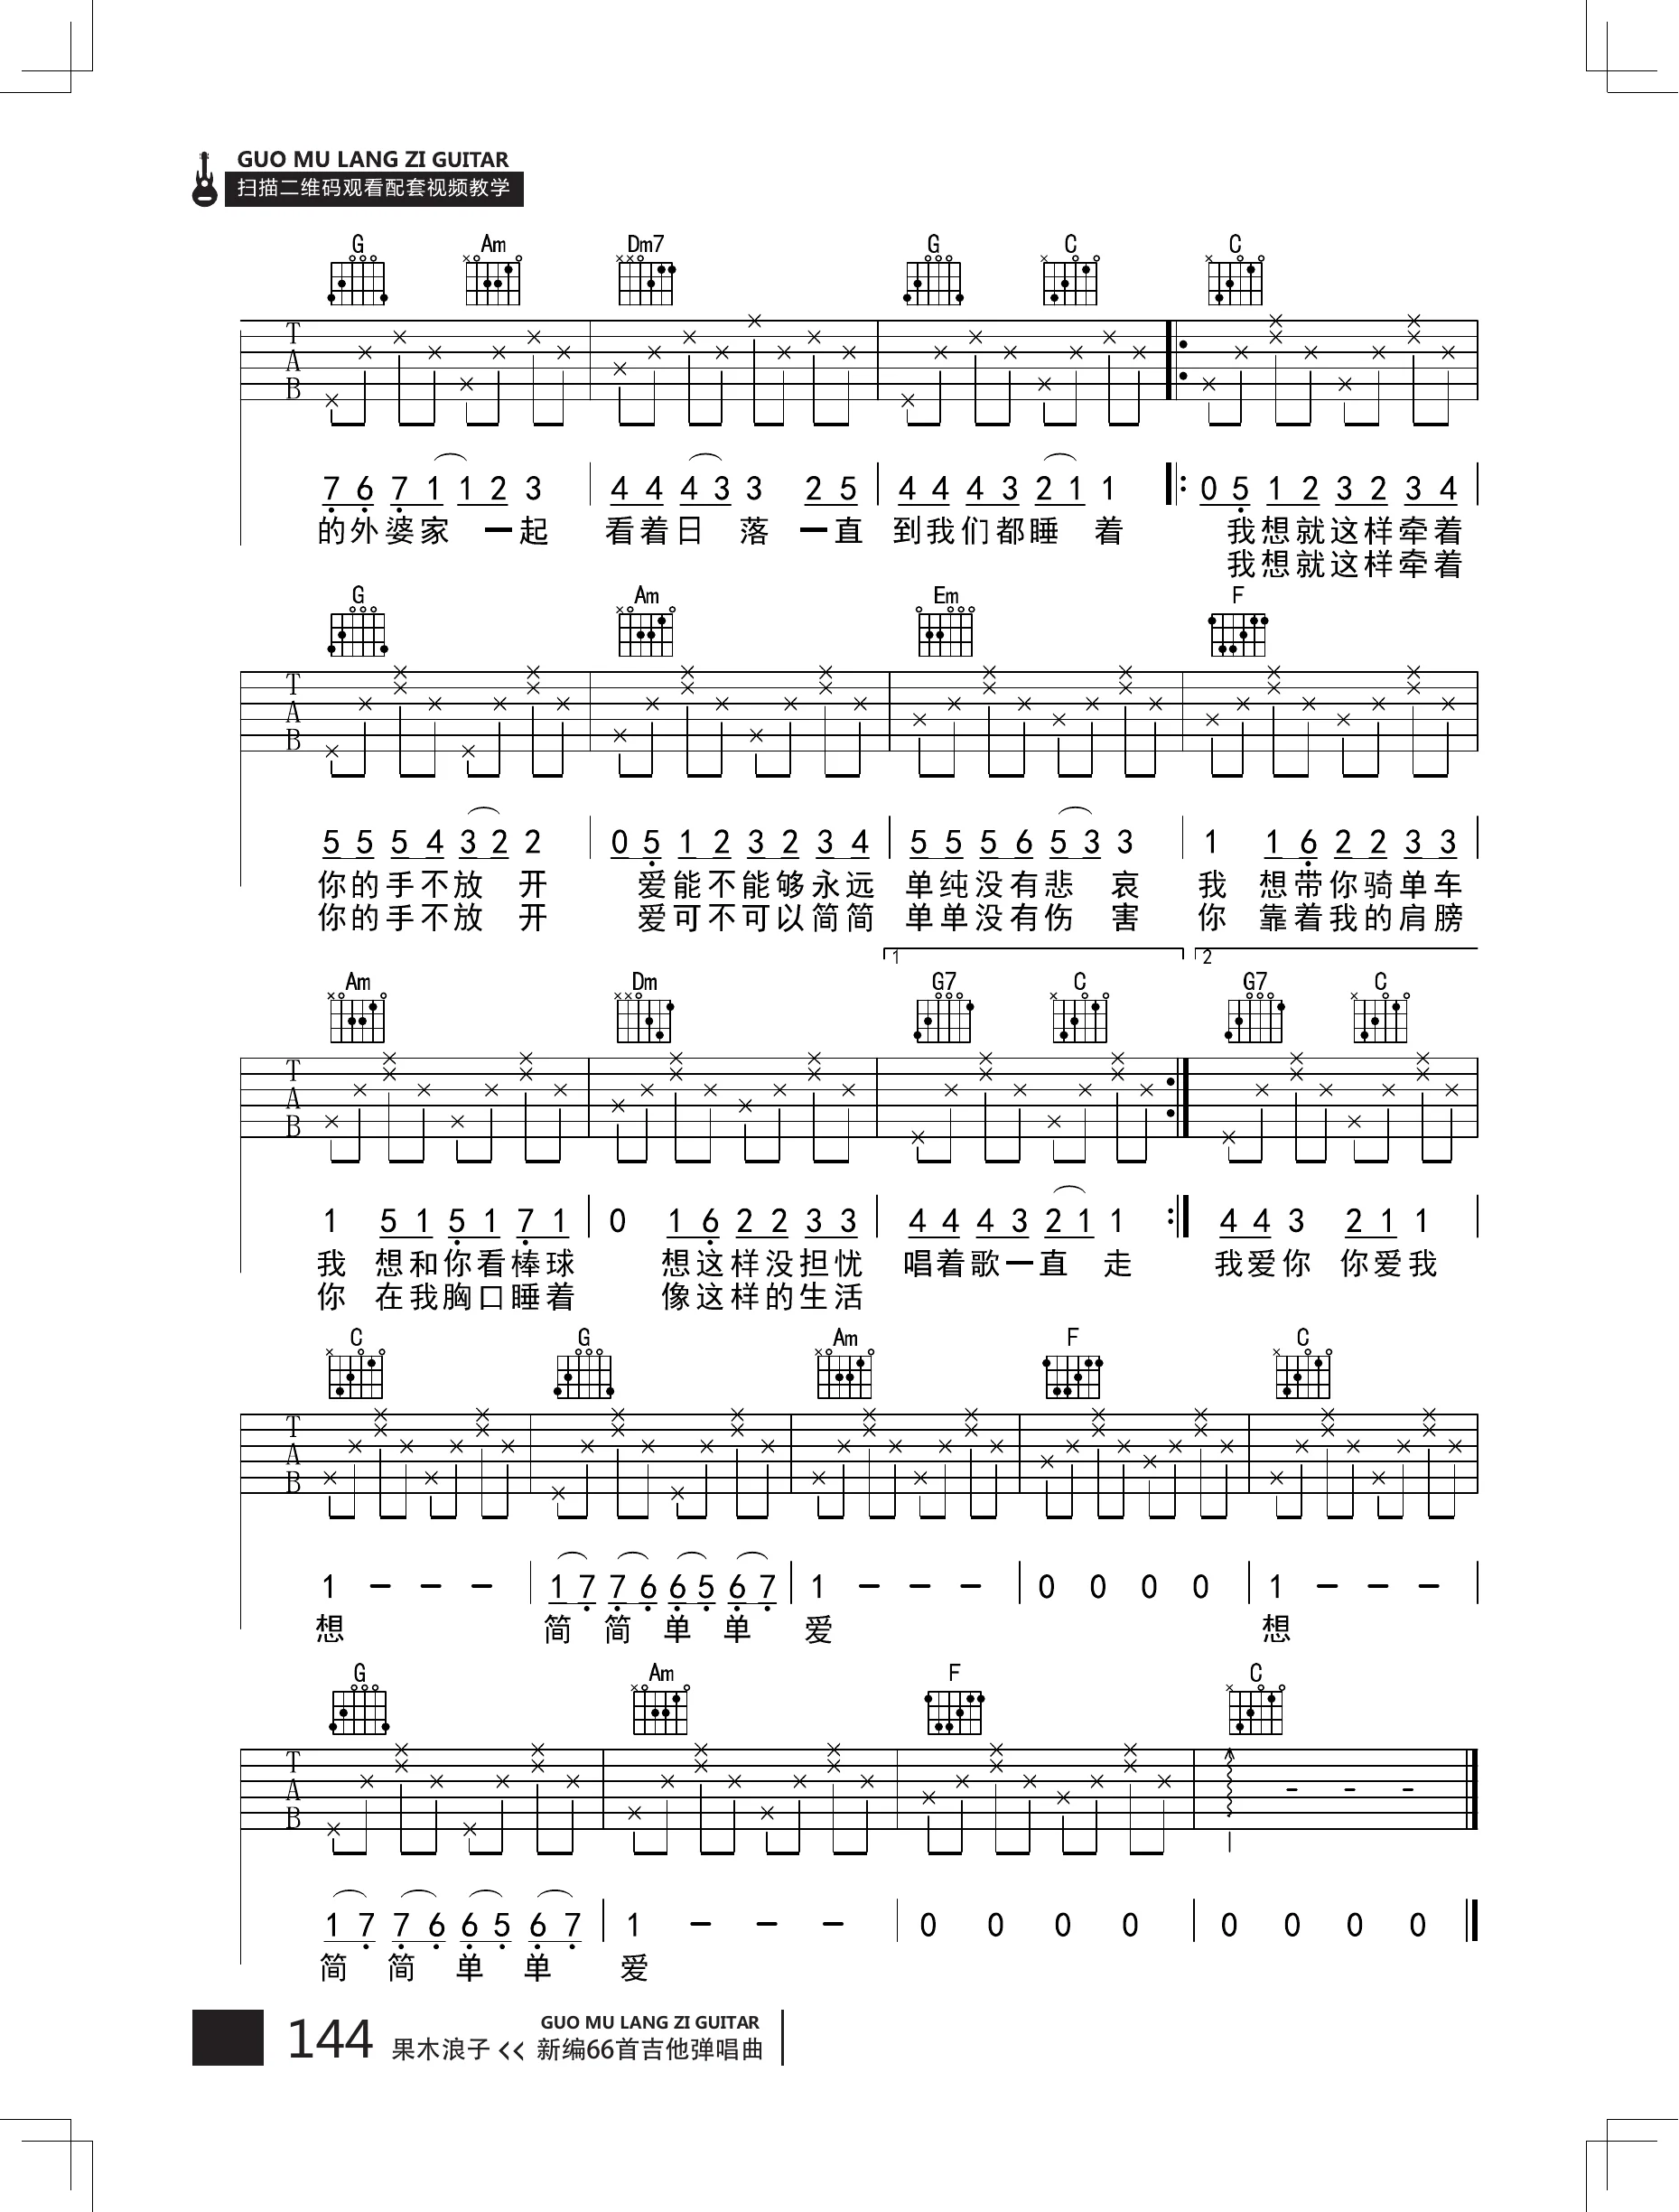 GUO MU LANG ZI GUITAR
扫描二维码观看配套视频教学
G Am Dm7 G C C
T
A
B
7 6 7 1 1 2 3 4 4 4 3 3 2 5 4 4 4 3 2 1 1 0 5 1 2 3 2 3 4
的外婆家 一起 看着日 落 一直 到我们都睡 着 我想就这样牵着
我想就这样牵着
G Am Em F
T
A
B
5 5 5 4 3 2 2 0 5 1 2 3 2 3 4 5 5 5 6 5 3 3 1 1 6 2 2 3 3
你的手不放 开 爱能不能够永远 单纯没有悲 哀 我 想带你骑单车
你的手不放 开 爱可不可以简简 单单没有伤 害 你 靠着我的肩膀
1 2
Am Dm G7 C G7 C
T
A
B
1 5 1 5 1 7 1 0 1 6 2 2 3 3 4 4 4 3 2 1 1 4 4 3 2 1 1
我 想和你看棒球 想这样没担忧 唱着歌一直 走 我爱你 你爱我
你 在我胸口睡着 像这样的生活
C G Am F C
T
A
B
1 – – – 1 7 7 6 6 5 6 7 1 – – – 0 0 0 0 1 – – –
想 简 简 单 单 爱 想
G Am F C
T
A
B
– – –
1 7 7 6 6 5 6 7 1 – – – 0 0 0 0 0 0 0 0
简 简 单 单 爱
GUO MU LANG ZI GUITAR
144 果木浪子 << 新编66首吉他弹唱曲